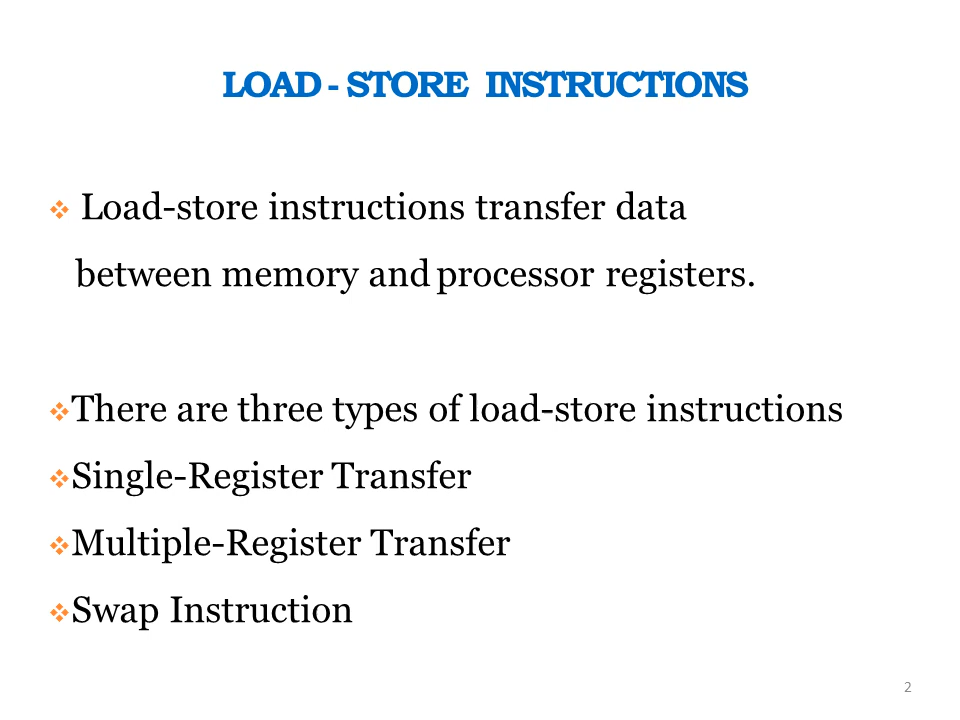 LOAD - STORE INSTRUCTIONS
❖ Load-store instructions transfer data
between memory and processor registers.
❖There are three types of load-store instructions
❖Single-Register Transfer
❖Multiple-Register Transfer
❖Swap Instruction
2